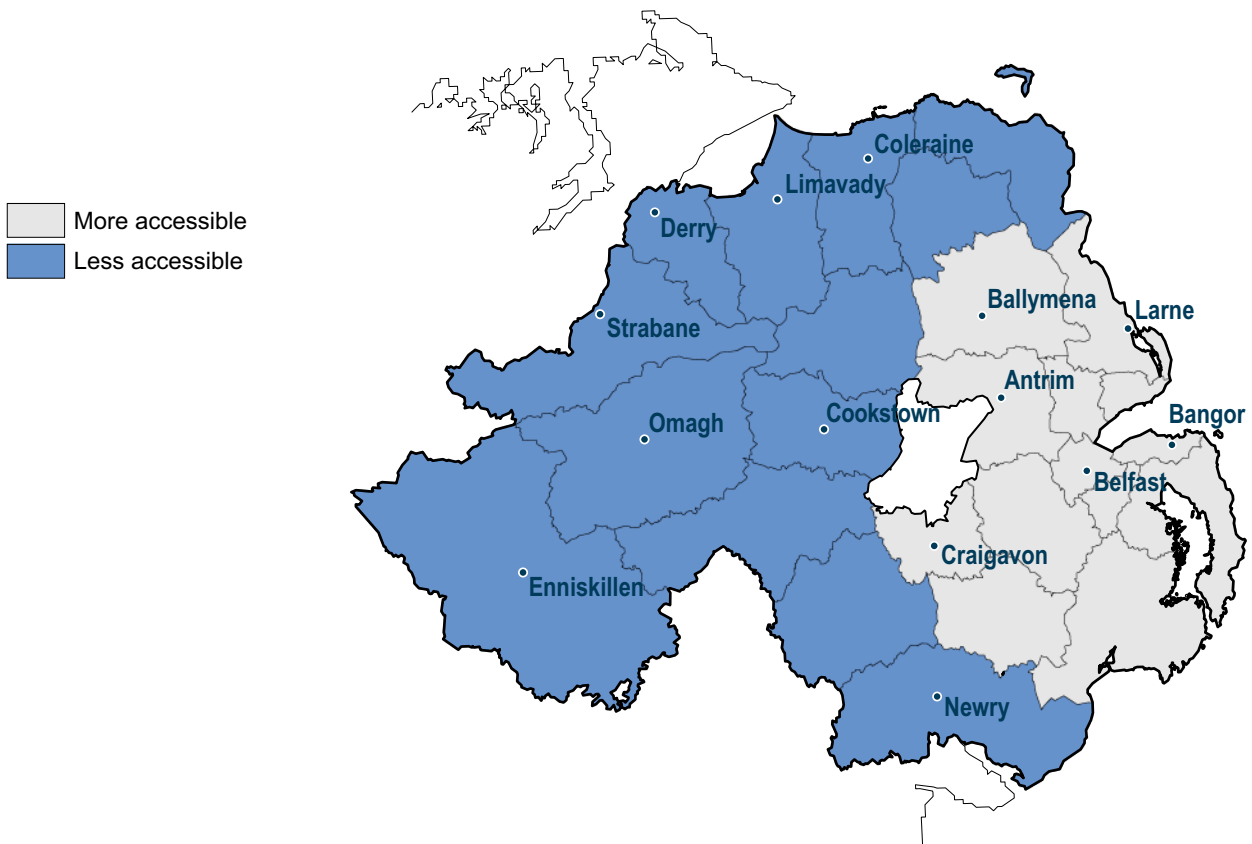 More accessible
Less accessible
Coleraine
Limavady
Derry
Ballymena
Larne
Strabane
Antrim
Bangor
Omagh
Cookstown
Belfast
Craigavon
Enniskillen
Newry